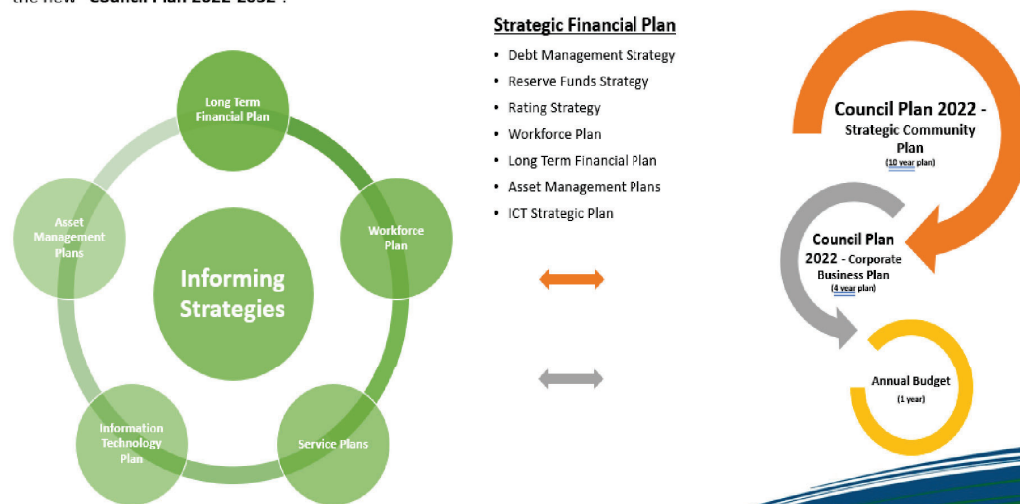 the new "Council Plan 2022-2032".
Long Term
Financial Plan
Workforce
Plan
Service Plans
Information
Technology
Plan
Asset
Management
Plans
Informing
Strategies
Strategic Financial Plan
• Debt Management Strategy
• Reserve Funds Strategy
• Rating Strategy
• Workforce Plan
• Long Term Financial Plan
• Asset Management Plans
• ICT Strategic Plan
Council Plan 2022 -
Strategic Community
Plan
(10 year plan)
Council Plan
2022 - Corporate
Business Plan
(4 year plan)
Annual Budget
(1 year)